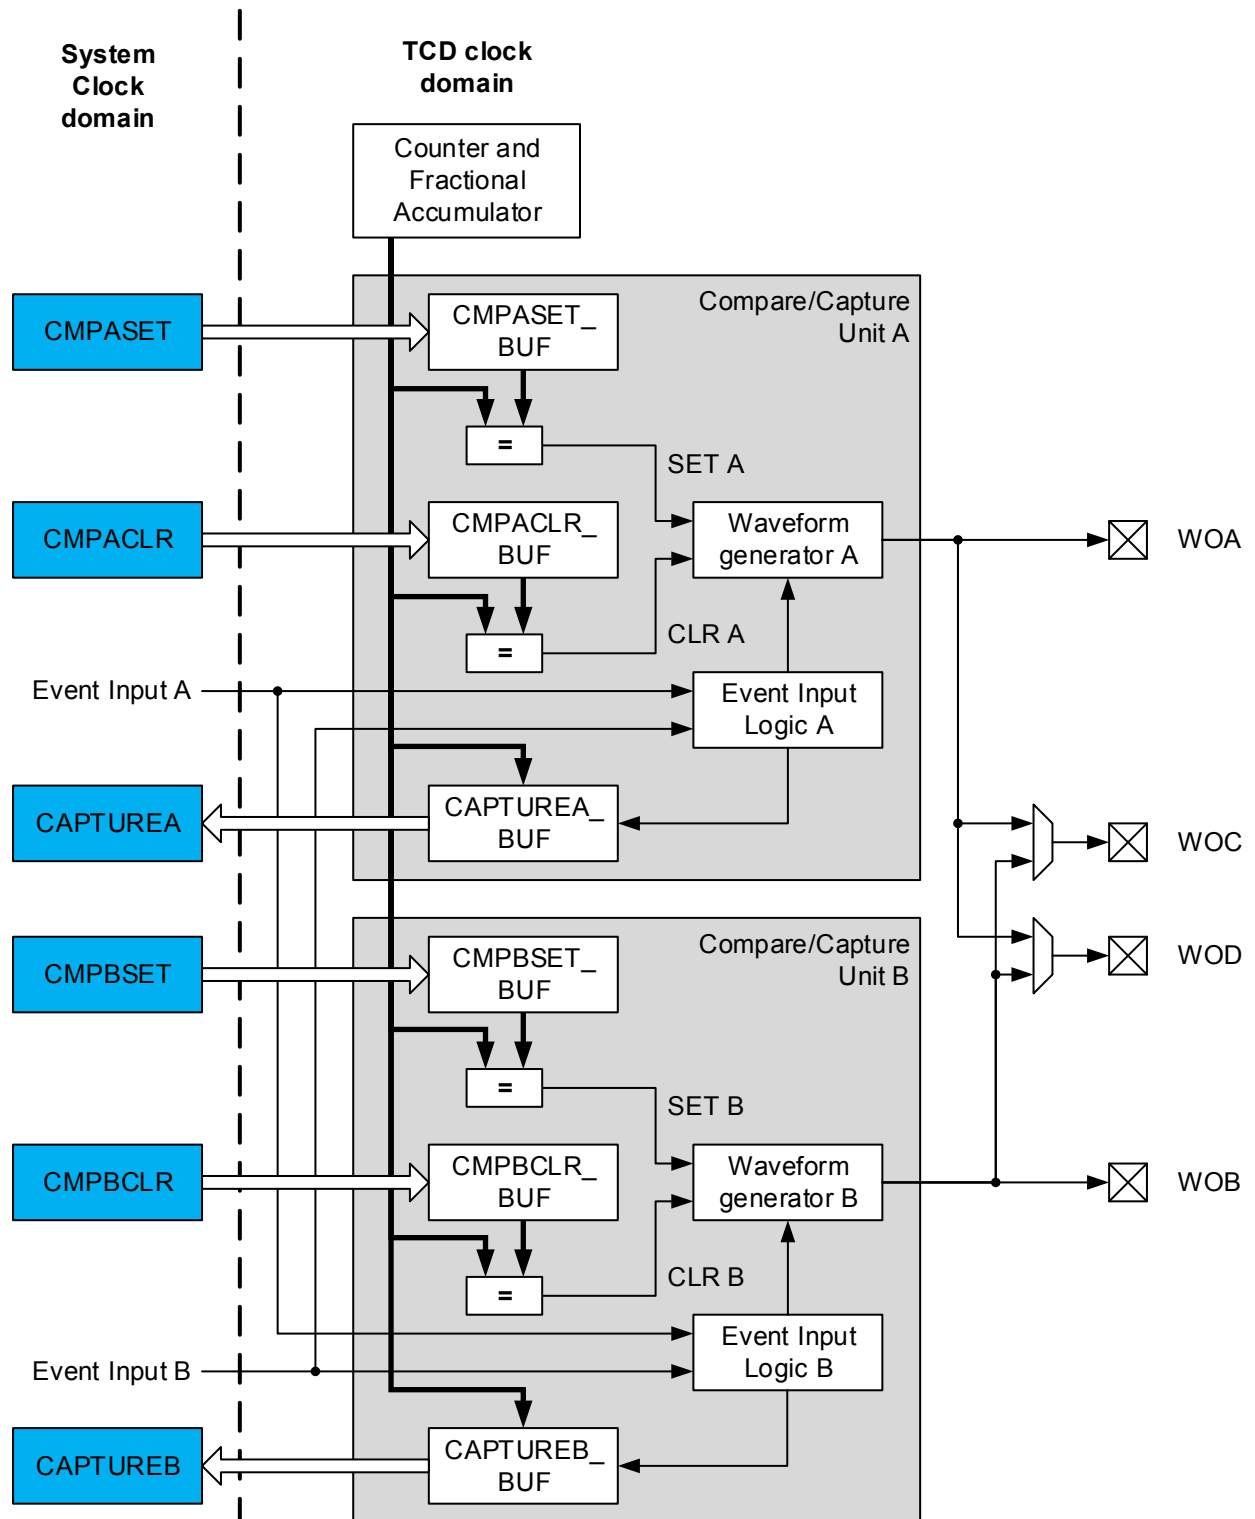 System
Clock
domain
TCD clock
domain
Counter and
Fractional
Accumulator
Compare/Capture
Unit A
CMPASET
CMPASET_
BUF
=
SET A
CMPACLR
CMPACLR_
BUF
Waveform
generator A
WOA
=
CLR A
Event Input A
Event Input
Logic A
CAPTUREA
CAPTUREA_
BUF
WOC
Compare/Capture
Unit B
CMPBSET
CMPBSET_
BUF
WOD
=
SET B
CMPBCLR
CMPBCLR_
BUF
Waveform
generator B
WOB
=
CLR B
Event Input B
Event Input
Logic B
CAPTUREB
CAPTUREB_
BUF